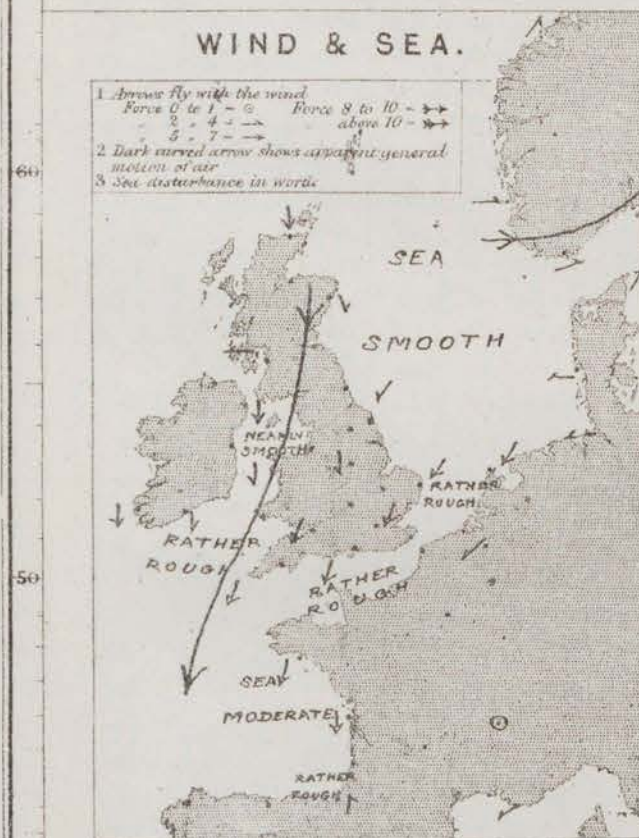 WIND & SEA.
1 Arrows fly with the wind
Force 0 to 1 - ⊙ Force 8 to 10 -
" 2 " 4 - above 10 -
" 5 " 7 -
2 Dark curved arrow shows apparent general
motion of air
3 Sea disturbance in words
60
SEA
SMOOTH
NEARLY
SMOOTH
RATHER
ROUGH
RATHER
ROUGH
RATHER
ROUGH
50
SEA
MODERATE
RATHER
ROUGH